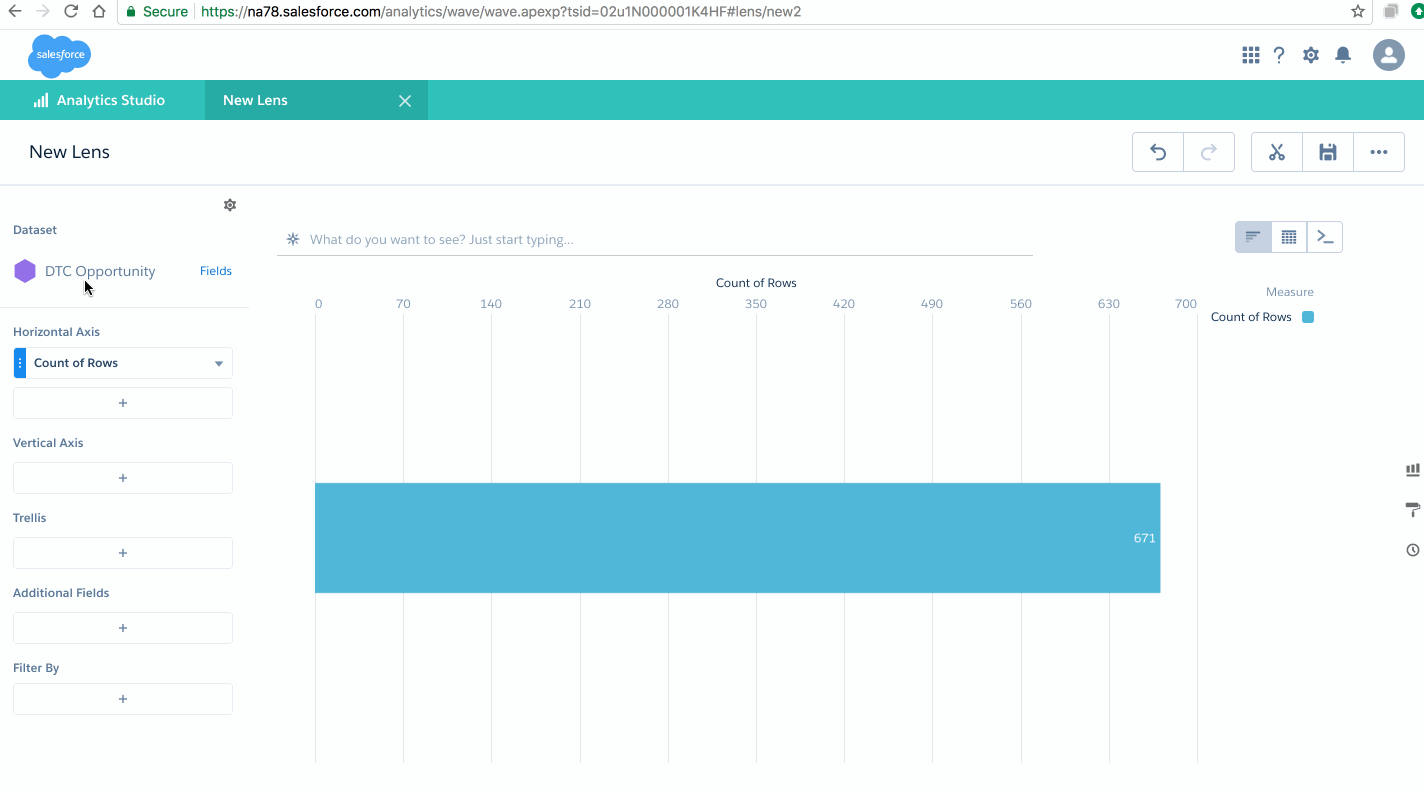 Secure https://na78.salesforce.com/analytics/wave/wave.apexp?tsid=02u1N000001K4HF#lens/new2
salesforce
?
Analytics Studio
New Lens
New Lens
Dataset
DTC Opportunity
Fields
Horizontal Axis
Count of Rows
+
Vertical Axis
+
Trellis
+
Additional Fields
+
Filter By
+
What do you want to see? Just start typing...
Count of Rows
0 70 140 210 280 350 420 490 560 630 700
671
Measure
Count of Rows